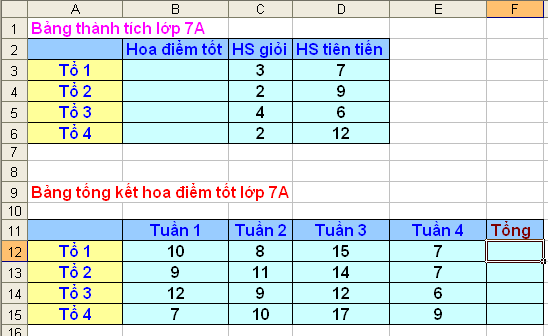 A B C D E F
1 Bảng thành tích lớp 7A
2 Hoa điểm tốt HS giỏi HS tiên tiến
3 Tổ 1 3 7
4 Tổ 2 2 9
5 Tổ 3 4 6
6 Tổ 4 2 12
7
8
9 Bảng tổng kết hoa điểm tốt lớp 7A
10
11 Tuần 1 Tuần 2 Tuần 3 Tuần 4 Tổng
12 Tổ 1 10 8 15 7
13 Tổ 2 9 11 14 7
14 Tổ 3 12 9 12 6
15 Tổ 4 7 10 17 9
16